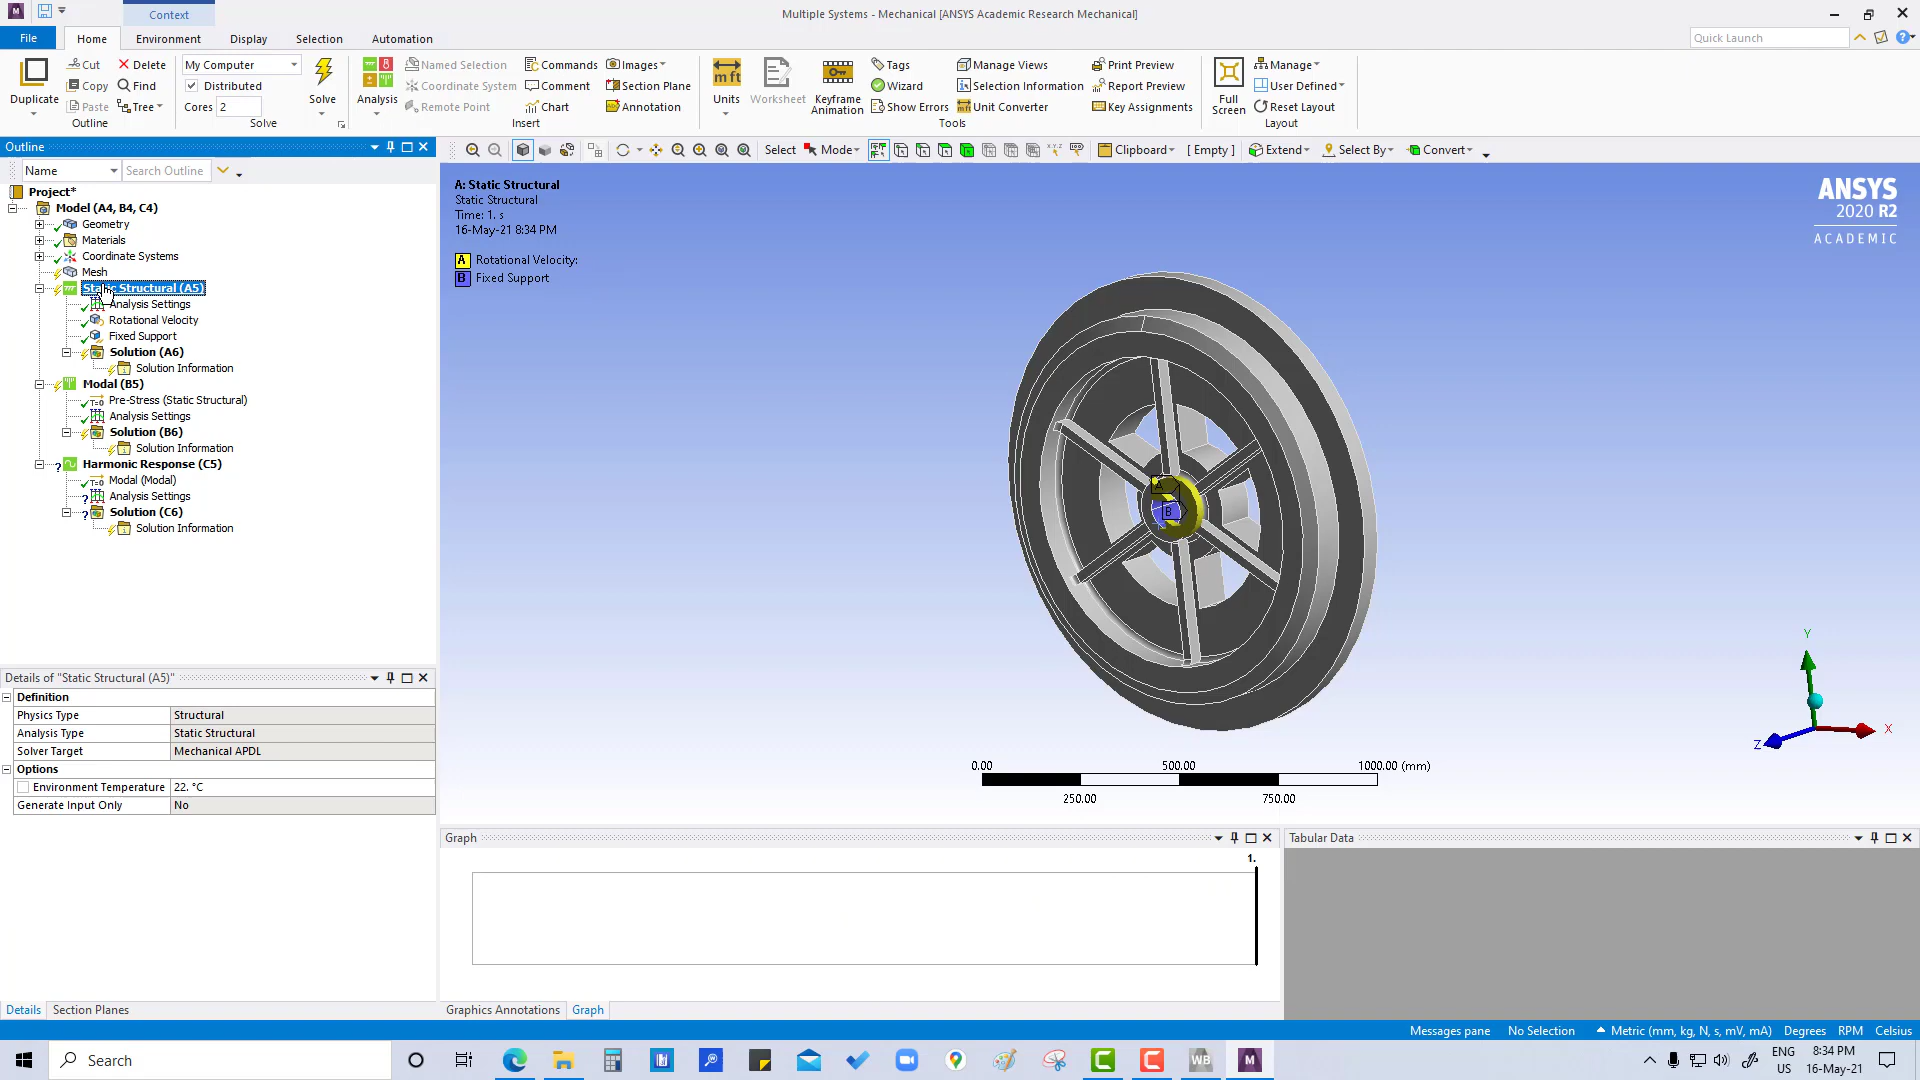 Context
Multiple Systems - Mechanical [ANSYS Academic Research Mechanical]
File
Home
Environment
Display
Selection
Automation
Quick Launch
Duplicate
Cut
Copy
Paste
Delete
Find
Tree
Outline
My Computer
Distributed
Cores 2
Solve
Solve
Analysis
Named Selection
Coordinate System
Remote Point
Commands
Comment
Chart
Images
Section Plane
Annotation
Insert
Units
Worksheet
Keyframe
Animation
Tags
Wizard
Show Errors
Manage Views
Selection Information
Unit Converter
Print Preview
Report Preview
Key Assignments
Tools
Full
Screen
Manage
User Defined
Reset Layout
Layout
Outline
Name
Search Outline
Project*
Model (A4, B4, C4)
Geometry
Materials
Coordinate Systems
Mesh
Static Structural (A5)
Analysis Settings
Rotational Velocity
Fixed Support
Solution (A6)
Solution Information
Modal (B5)
Pre-Stress (Static Structural)
Analysis Settings
Solution (B6)
Solution Information
Harmonic Response (C5)
Modal (Modal)
Analysis Settings
Solution (C6)
Solution Information
Select
Mode
Clipboard
[ Empty ]
Extend
Select By
Convert
A: Static Structural
Static Structural
Time: 1. s
16-May-21 8:34 PM
A Rotational Velocity:
B Fixed Support
ANSYS
2020 R2
ACADEMIC
A
B
Y
Z
X
0.00
500.00
1000.00 (mm)
250.00
750.00
Details of "Static Structural (A5)"
Definition
Physics Type Structural
Analysis Type Static Structural
Solver Target Mechanical APDL
Options
Environment Temperature 22. °C
Generate Input Only No
Details
Section Planes
Graph
1.
Graphics Annotations
Graph
Tabular Data
Messages pane
No Selection
Metric (mm, kg, N, s, mV, mA)
Degrees
RPM
Celsius
Search
ENG
US
8:34 PM
16-May-21